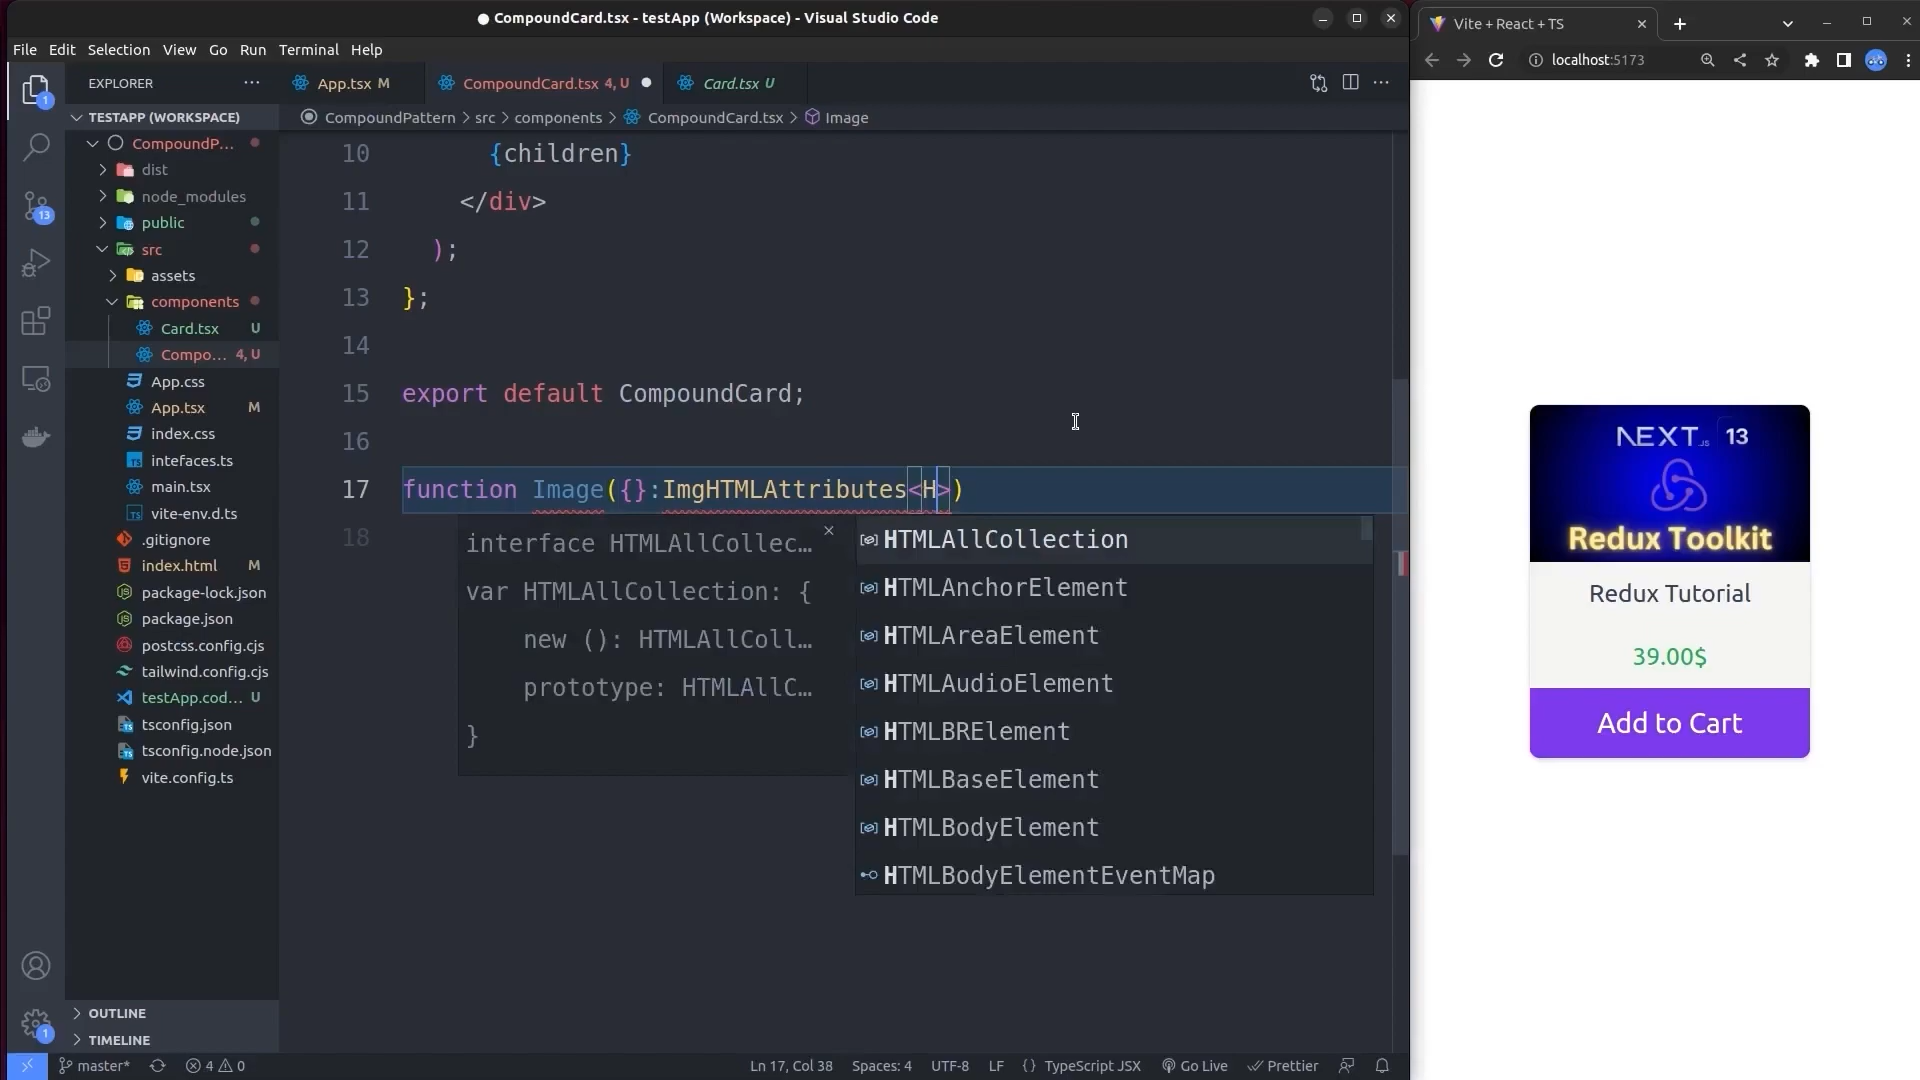 CompoundCard.tsx - testApp (Workspace) - Visual Studio Code
File Edit Selection View Go Run Terminal Help
EXPLORER
App.tsx M
CompoundCard.tsx 4, U
Card.tsx U
CompoundPattern > src > components > CompoundCard.tsx > Image
TESTAPP (WORKSPACE)
CompoundP...
dist
node_modules
public
src
assets
components
Card.tsx U
Compo... 4, U
App.css
App.tsx M
index.css
intefaces.ts
main.tsx
vite-env.d.ts
.gitignore
index.html M
package-lock.json
package.json
postcss.config.cjs
tailwind.config.cjs
testApp.cod... U
tsconfig.json
tsconfig.node.json
vite.config.ts
OUTLINE
TIMELINE
1
13
1
10 {children}
11 </div>
12 );
13 };
14
15 export default CompoundCard;
16
17 function Image({}:ImgHTMLAttributes<H>)
18
interface HTMLAllCollec...
var HTMLAllCollection: {
new (): HTMLAllColl...
prototype: HTMLAllC...
}
HTMLAllCollection
HTMLAnchorElement
HTMLAreaElement
HTMLAudioElement
HTMLBRElement
HTMLBaseElement
HTMLBodyElement
HTMLBodyElementEventMap
master* 4 0 Ln 17, Col 38 Spaces: 4 UTF-8 LF {} TypeScript JSX Go Live Prettier
Vite + React + TS
localhost:5173
NEXT.JS 13
Redux Toolkit
Redux Tutorial
39.00$
Add to Cart